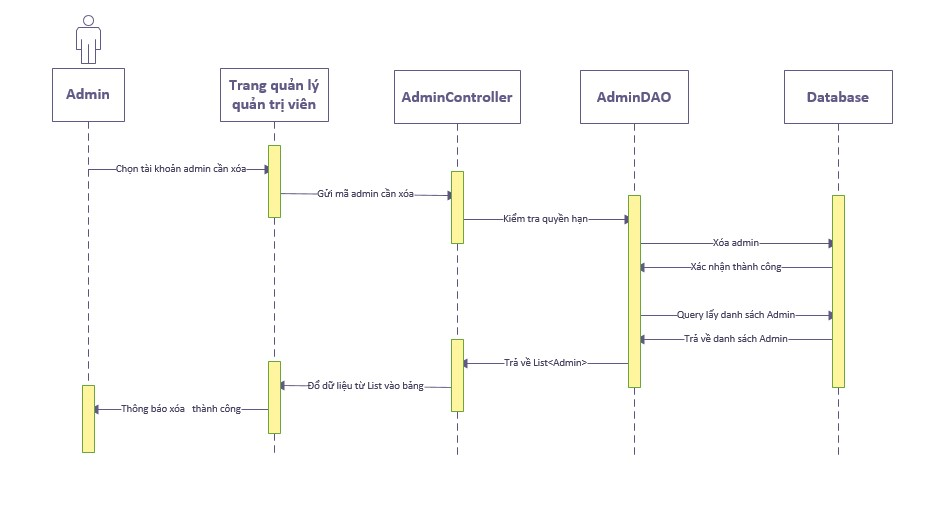 Admin
Trang quản lý
quản trị viên
AdminController
AdminDAO
Database
Chọn tài khoản admin cần xóa
Gửi mã admin cần xóa
Kiểm tra quyền hạn
Xóa admin
Xác nhận thành công
Query lấy danh sách Admin
Trả về danh sách Admin
Trả về List<Admin>
Đổ dữ liệu từ List vào bảng
Thông báo xóa thành công